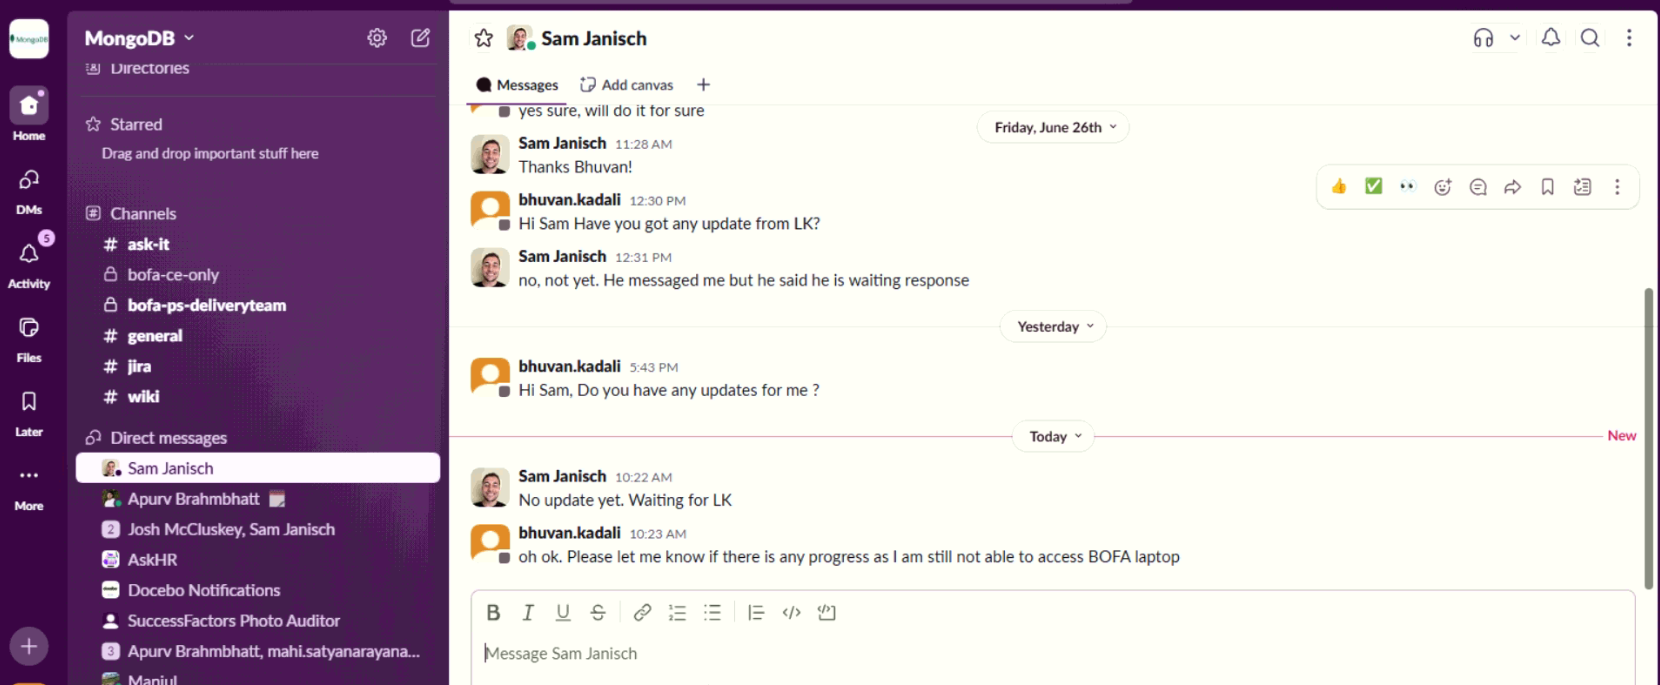 MongoDB
MongoDB
Directories
Home
Starred
Drag and drop important stuff here
DMs
Channels
ask-it
5
bofa-ce-only
Activity
bofa-ps-deliveryteam
general
Files
jira
wiki
Later
Direct messages
Sam Janisch
Apurv Brahmbhatt
More
2 Josh McCluskey, Sam Janisch
AskHR
Docebo Notifications
SuccessFactors Photo Auditor
3 Apurv Brahmbhatt, mahi.satyanarayana...
Manjul
Sam Janisch
Messages
Add canvas
yes sure, will do it for sure
Friday, June 26th
Sam Janisch 11:28 AM
Thanks Bhuvan!
bhuvan.kadali 12:30 PM
Hi Sam Have you got any update from LK?
Sam Janisch 12:31 PM
no, not yet. He messaged me but he said he is waiting response
Yesterday
bhuvan.kadali 5:43 PM
Hi Sam, Do you have any updates for me ?
Today
New
Sam Janisch 10:22 AM
No update yet. Waiting for LK
bhuvan.kadali 10:23 AM
oh ok. Please let me know if there is any progress as I am still not able to access BOFA laptop
B I U S
Message Sam Janisch